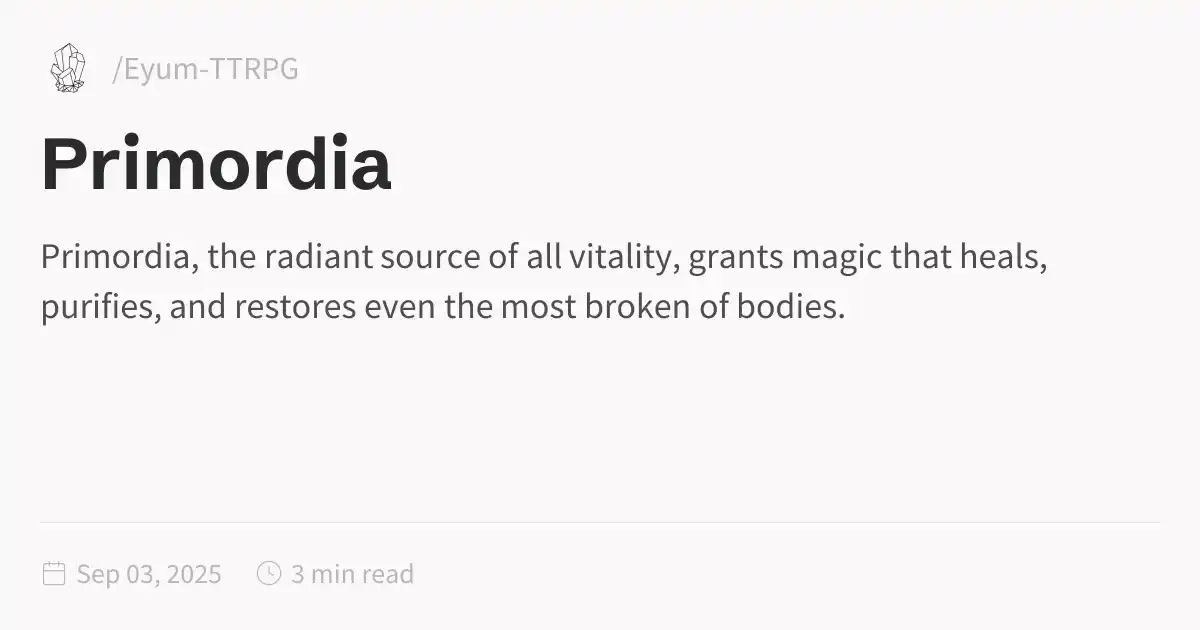 /Eyum-TTRPG
Primordia
Primordia, the radiant source of all vitality, grants magic that heals,
purifies, and restores even the most broken of bodies.
Sep 03, 2025 3 min read